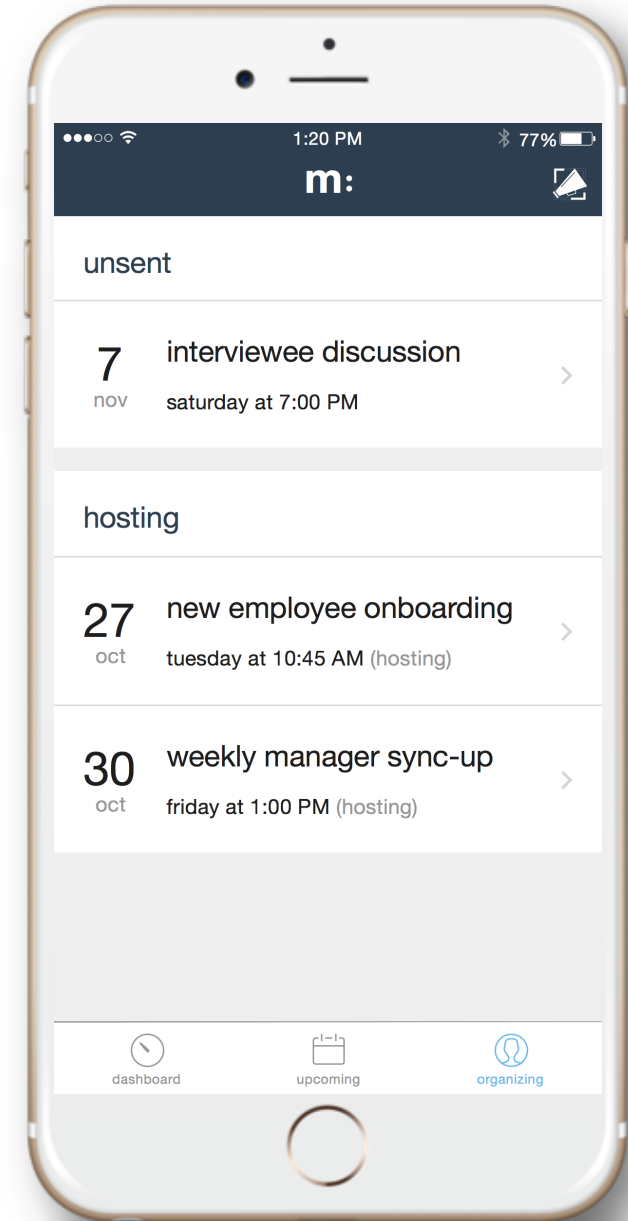 1:20 PM
77%
m:
unsent
7
nov
interviewee discussion
saturday at 7:00 PM
hosting
27
oct
new employee onboarding
tuesday at 10:45 AM (hosting)
30
oct
weekly manager sync-up
friday at 1:00 PM (hosting)
dashboard
upcoming
organizing